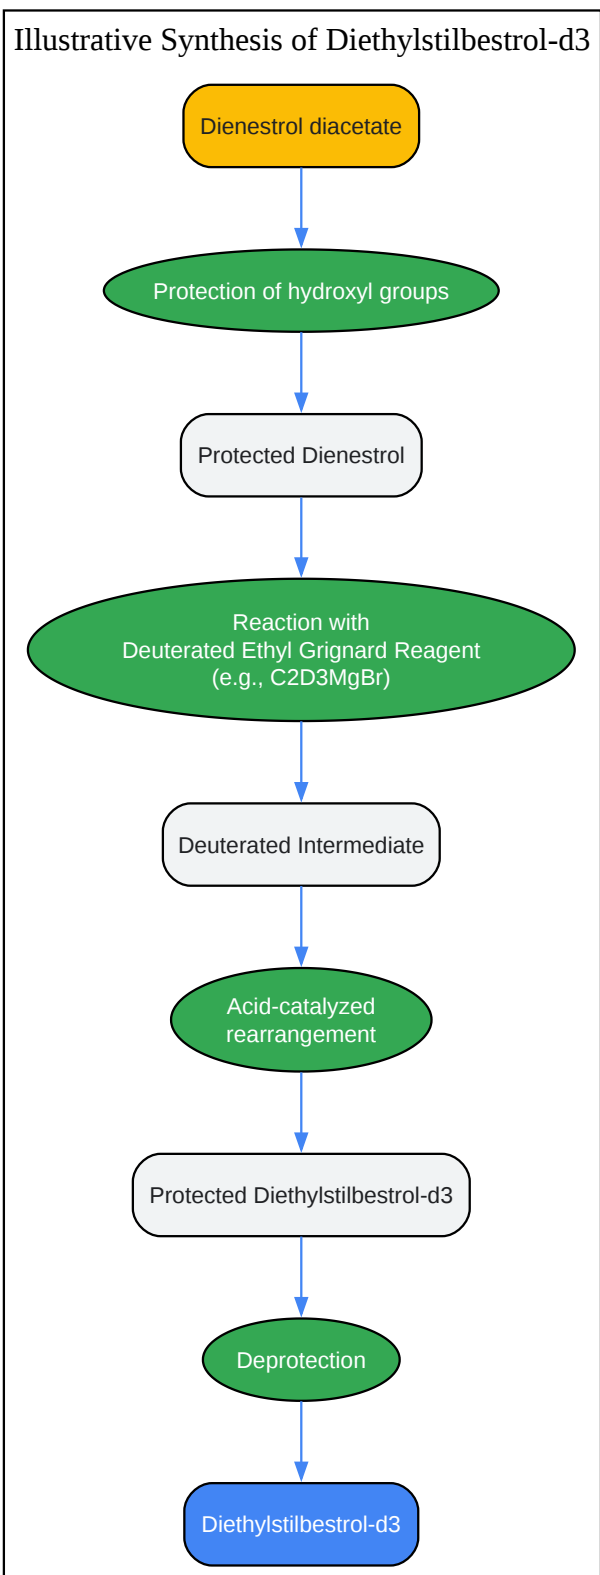 Illustrative Synthesis of Diethylstilbestrol-d3
Dienestrol diacetate
Protection of hydroxyl groups
Protected Dienestrol
Reaction with
Deuterated Ethyl Grignard Reagent
(e.g., C2D3MgBr)
Deuterated Intermediate
Acid-catalyzed
rearrangement
Protected Diethylstilbestrol-d3
Deprotection
Diethylstilbestrol-d3